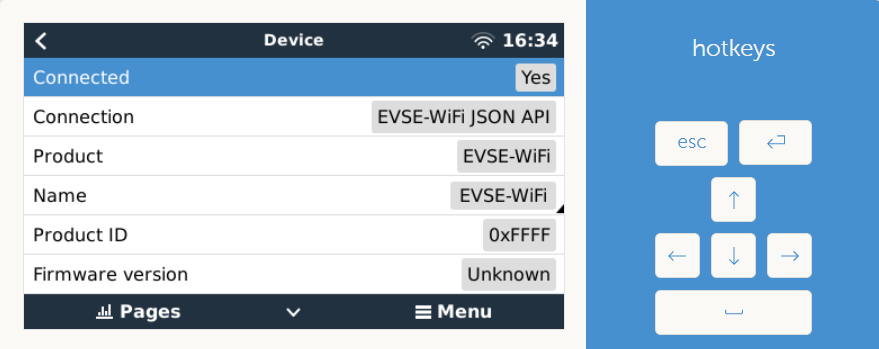 Device 16:34
Connected Yes
Connection EVSE-WiFi JSON API
Product EVSE-WiFi
Name EVSE-WiFi
Product ID 0xFFFF
Firmware version Unknown
Pages Menu
hotkeys
esc